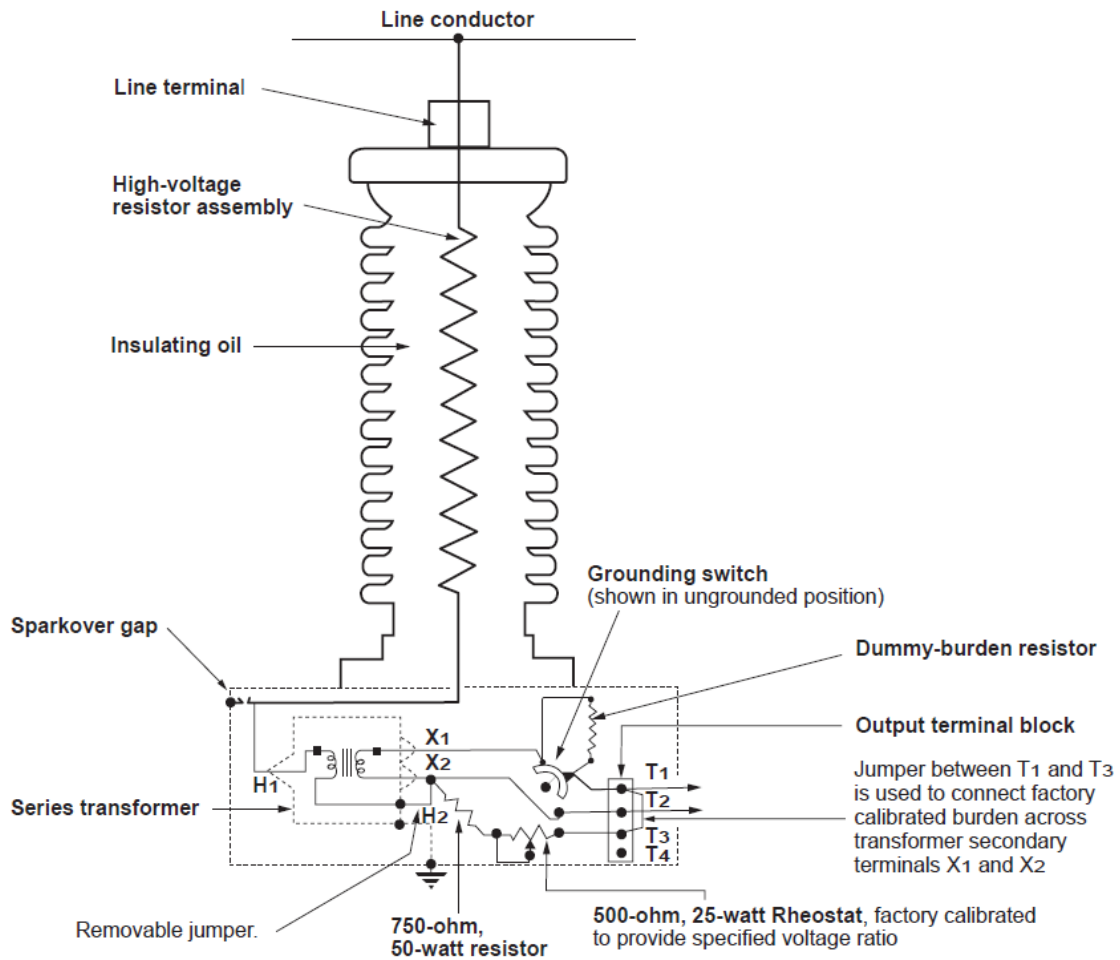 Line conductor
Line terminal
High-voltage
resistor assembly
Insulating oil
Grounding switch
(shown in ungrounded position)
Sparkover gap
Dummy-burden resistor
Output terminal block
X1
X2
H1
H2
T1
T2
T3
T4
Jumper between T1 and T3
is used to connect factory
calibrated burden across
transformer secondary
terminals X1 and X2
Series transformer
Removable jumper.
750-ohm,
50-watt resistor
500-ohm, 25-watt Rheostat, factory calibrated
to provide specified voltage ratio